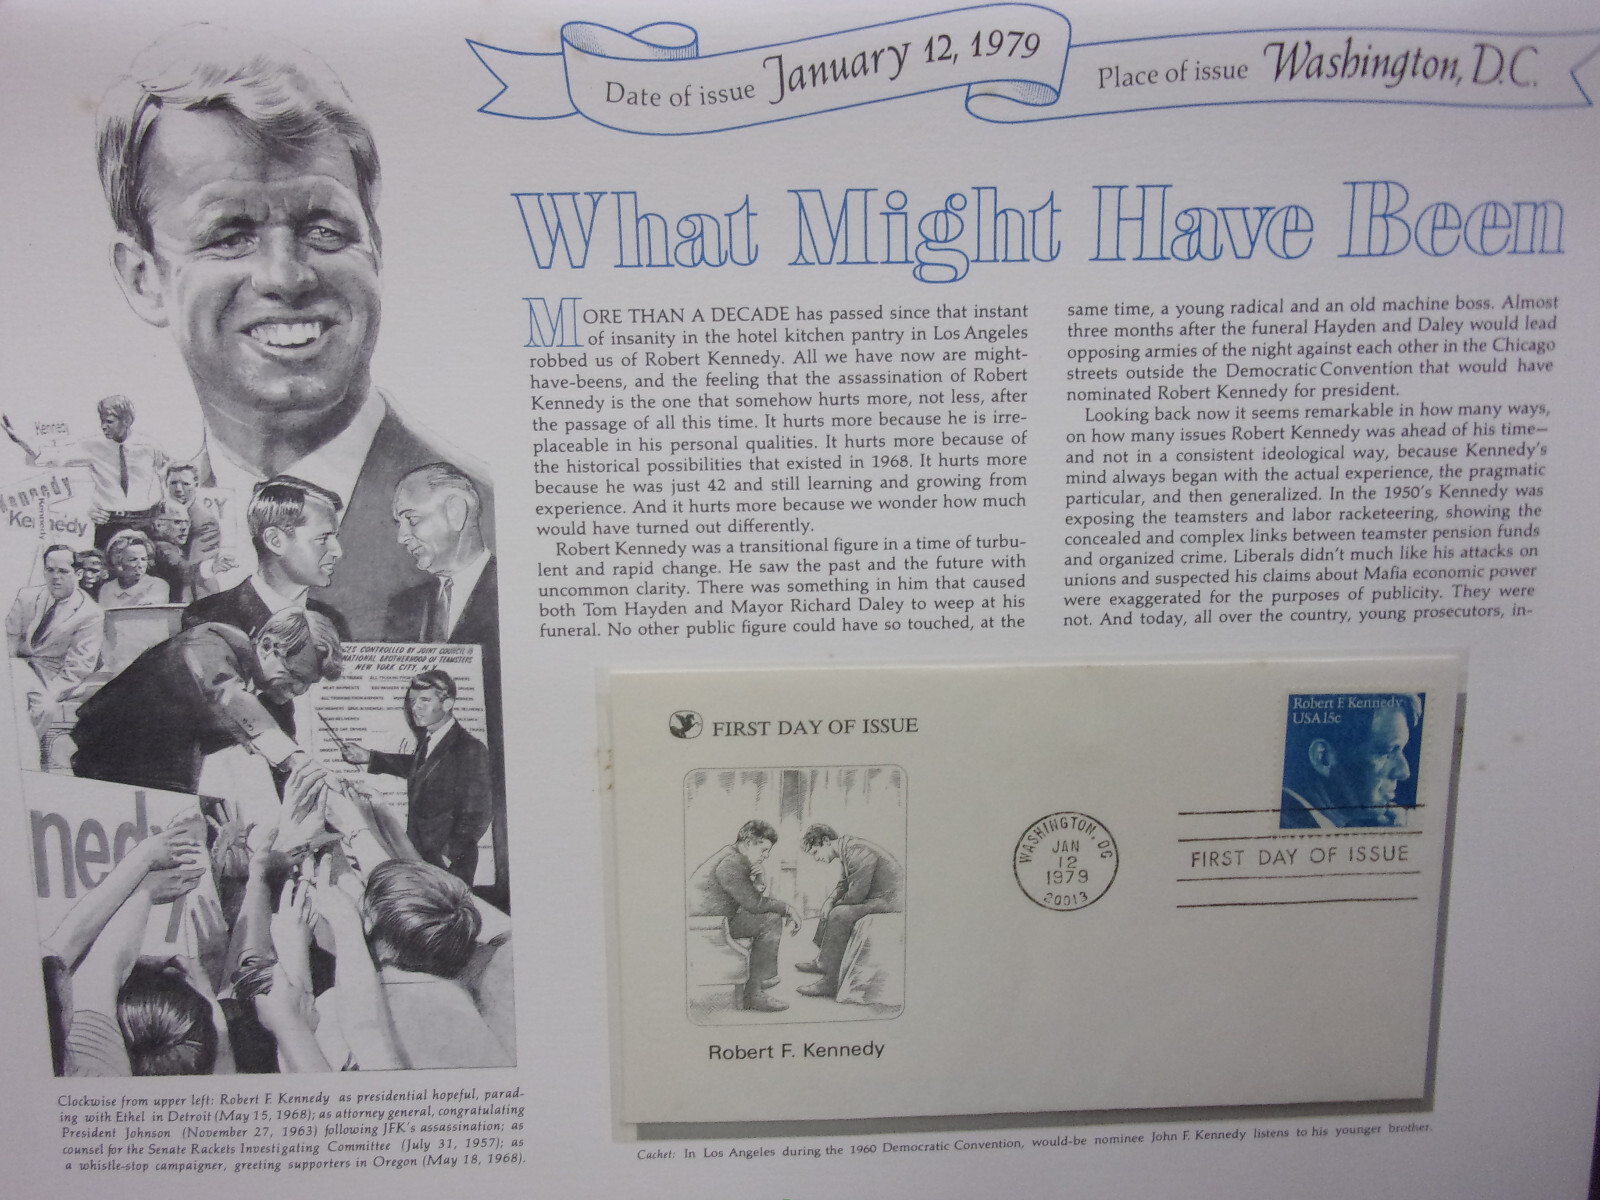 Date of issue January 12, 1979
Place of issue Washington, D.C.
What Might Have Been
MORE THAN A DECADE has passed since that instant
of insanity in the hotel kitchen pantry in Los Angeles
robbed us of Robert Kennedy. All we have now are might-
have-beens, and the feeling that the assassination of Robert
Kennedy is the one that somehow hurts more, not less, after
the passage of all this time. It hurts more because he is irre-
placeable in his personal qualities. It hurts more because of
the historical possibilities that existed in 1968. It hurts more
because he was just 42 and still learning and growing from
experience. And it hurts more because we wonder how much
would have turned out differently.
Robert Kennedy was a transitional figure in a time of turbu-
lent and rapid change. He saw the past and the future with
uncommon clarity. There was something in him that caused
both Tom Hayden and Mayor Richard Daley to weep at his
funeral. No other public figure could have so touched, at the
same time, a young radical and an old machine boss. Almost
three months after the funeral Hayden and Daley would lead
opposing armies of the night against each other in the Chicago
streets outside the Democratic Convention that would have
nominated Robert Kennedy for president.
Looking back now it seems remarkable in how many ways,
on how many issues Robert Kennedy was ahead of his time—
and not in a consistent ideological way, because Kennedy's
mind always began with the actual experience, the pragmatic
particular, and then generalized. In the 1950's Kennedy was
exposing the teamsters and labor racketeering, showing the
concealed and complex links between teamster pension funds
and organized crime. Liberals didn't much like his attacks on
unions and suspected his claims about Mafia economic power
were exaggerated for the purposes of publicity. They were
not. And today, all over the country, young prosecutors, in-
Kennedy
Kennedy
Kennedy
Kennedy
RY
CES CONTROLLED BY JOINT COUNCIL 16
NATIONAL BROTHERHOOD OF TEAMSTERS
NEW YORK CITY, N.Y.
ned
FIRST DAY OF ISSUE
Robert F. Kennedy
USA 15c
WASHINGTON, DC
JAN
12
1979
20013
FIRST DAY OF ISSUE
Robert F. Kennedy
Clockwise from upper left: Robert F. Kennedy as presidential hopeful, parad-
ing with Ethel in Detroit (May 15, 1968); as attorney general, congratulating
President Johnson (November 27, 1963) following JFK's assassination; as
counsel for the Senate Rackets Investigating Committee (July 31, 1957); as
a whistle-stop campaigner, greeting supporters in Oregon (May 18, 1968).
Cachet: In Los Angeles during the 1960 Democratic Convention, would-be nominee John F. Kennedy listens to his younger brother.